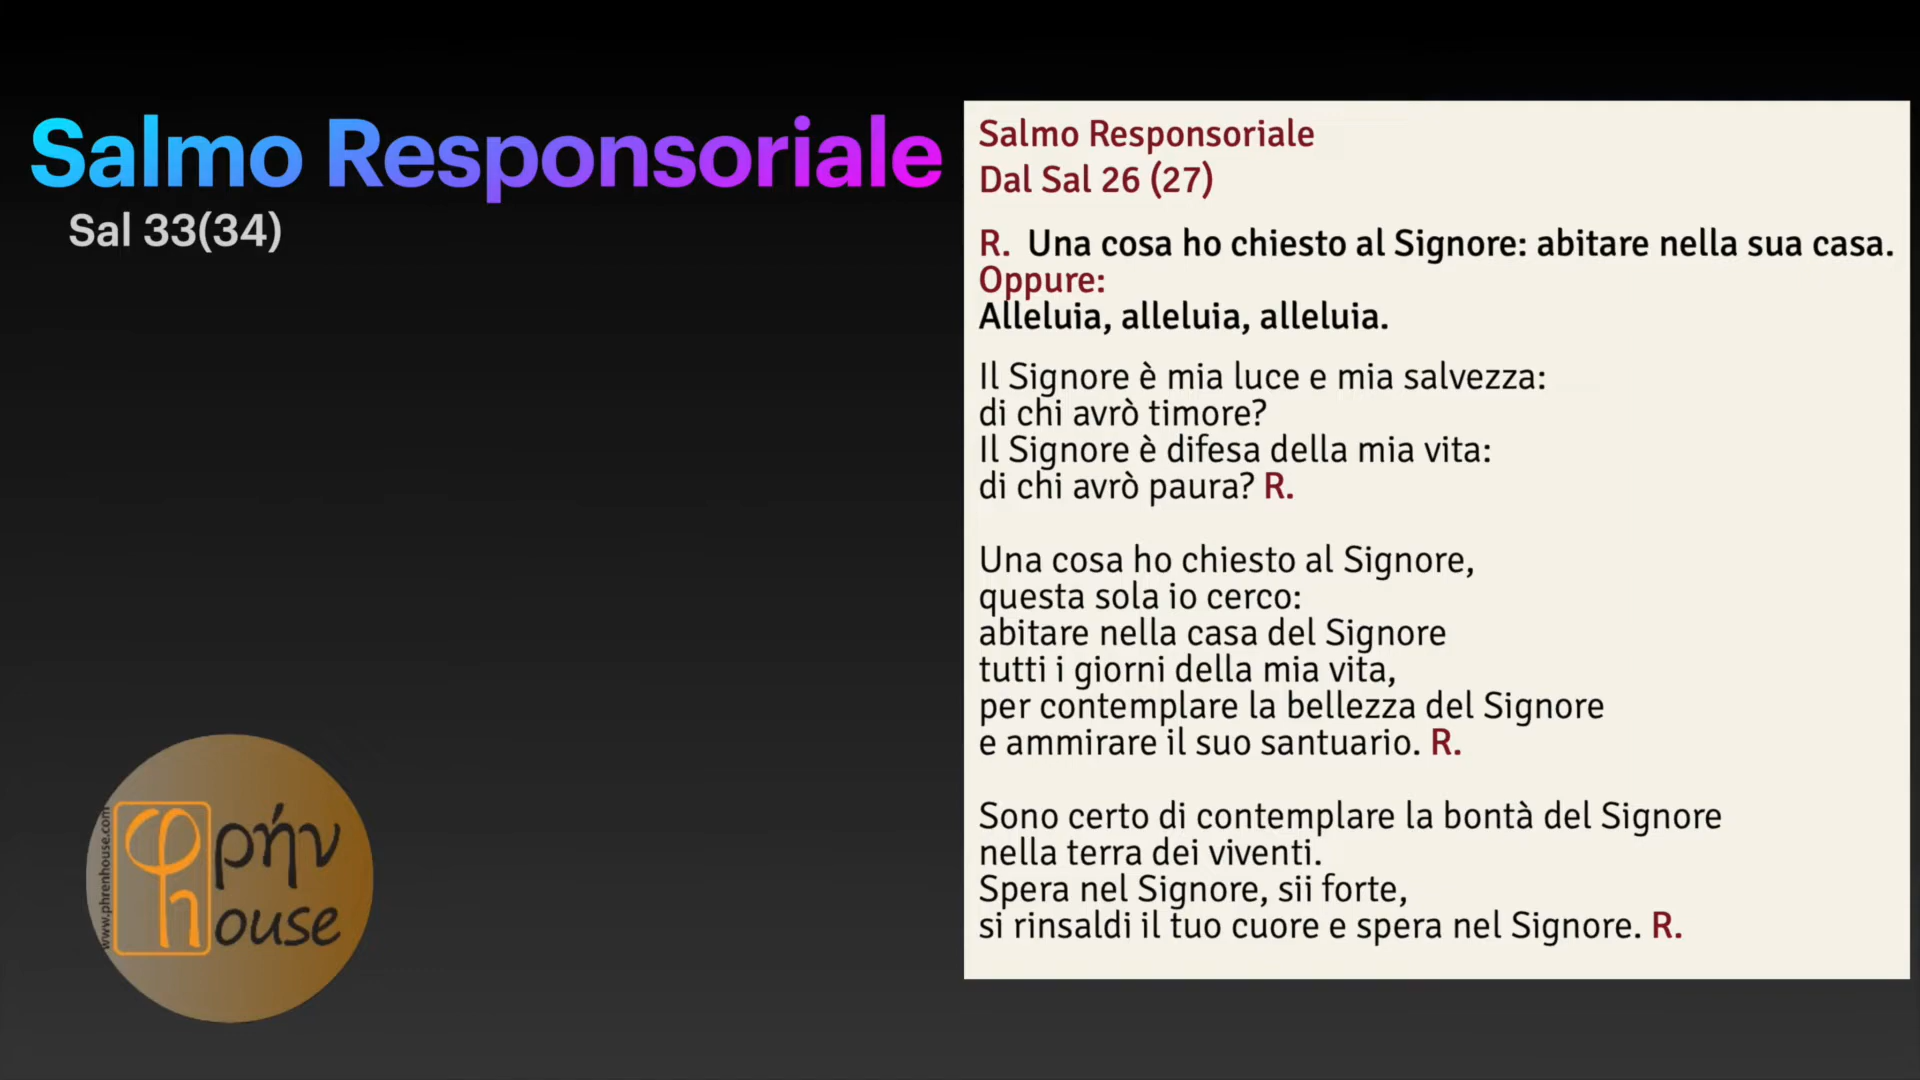 Salmo Responsoriale
Sal 33(34)
Salmo Responsoriale
Dal Sal 26 (27)
R. Una cosa ho chiesto al Signore: abitare nella sua casa.
Oppure:
Alleluia, alleluia, alleluia.
Il Signore è mia luce e mia salvezza:
di chi avrò timore?
Il Signore è difesa della mia vita:
di chi avrò paura? R.
Una cosa ho chiesto al Signore,
questa sola io cerco:
abitare nella casa del Signore
tutti i giorni della mia vita,
per contemplare la bellezza del Signore
e ammirare il suo santuario. R.
Sono certo di contemplare la bontà del Signore
nella terra dei viventi.
Spera nel Signore, sii forte,
si rinsaldi il tuo cuore e spera nel Signore. R.
www.phrenhouse.com
φρήν
house